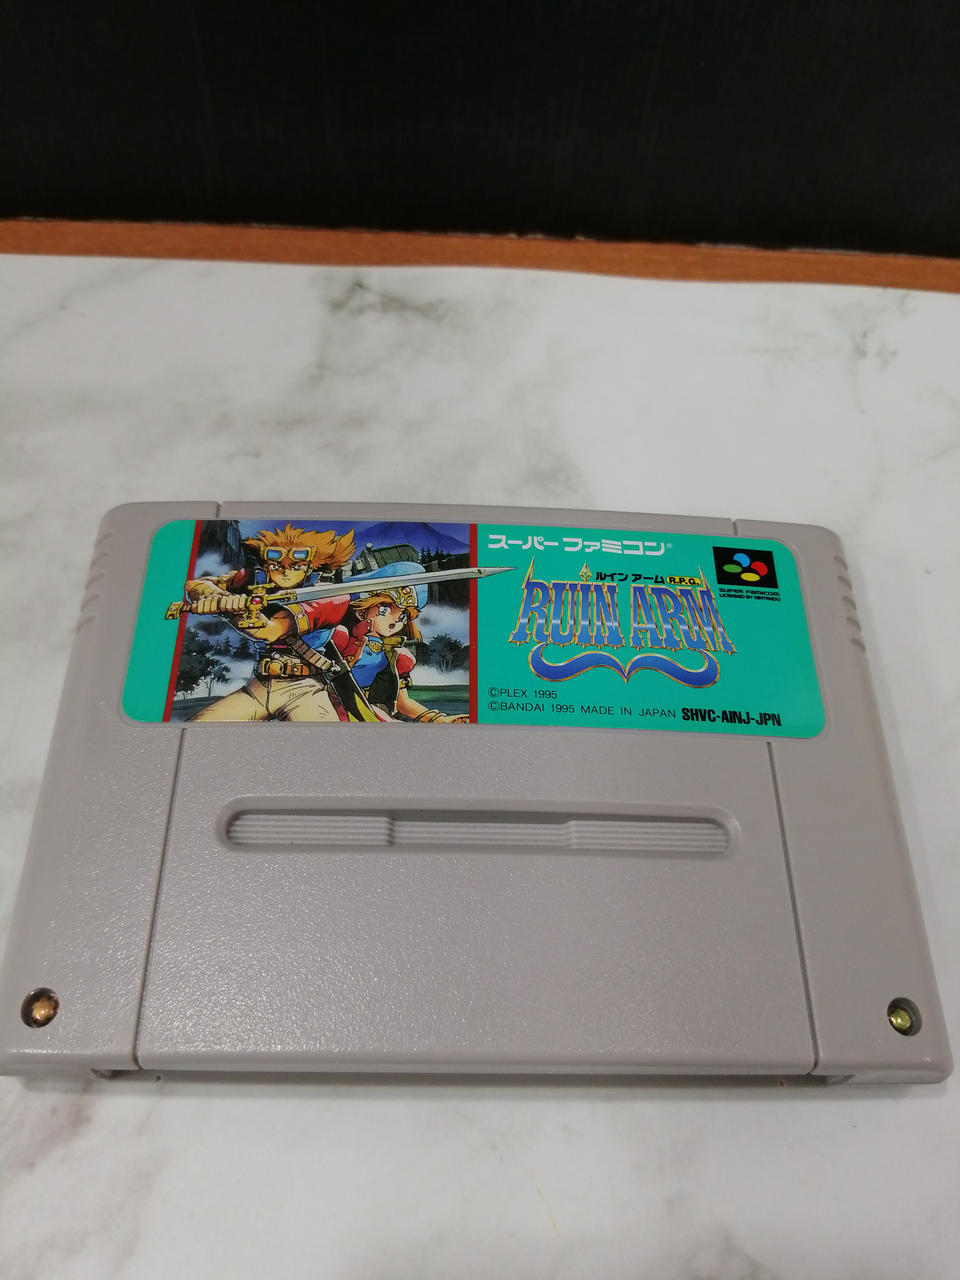 スーパーファミコン®
ルイン アーム R.P.G.
RUIN ARM
SUPER FAMICOM
LICENSED BY NINTENDO
©PLEX 1995
©BANDAI 1995 MADE IN JAPAN SHVC-AINJ-JPN